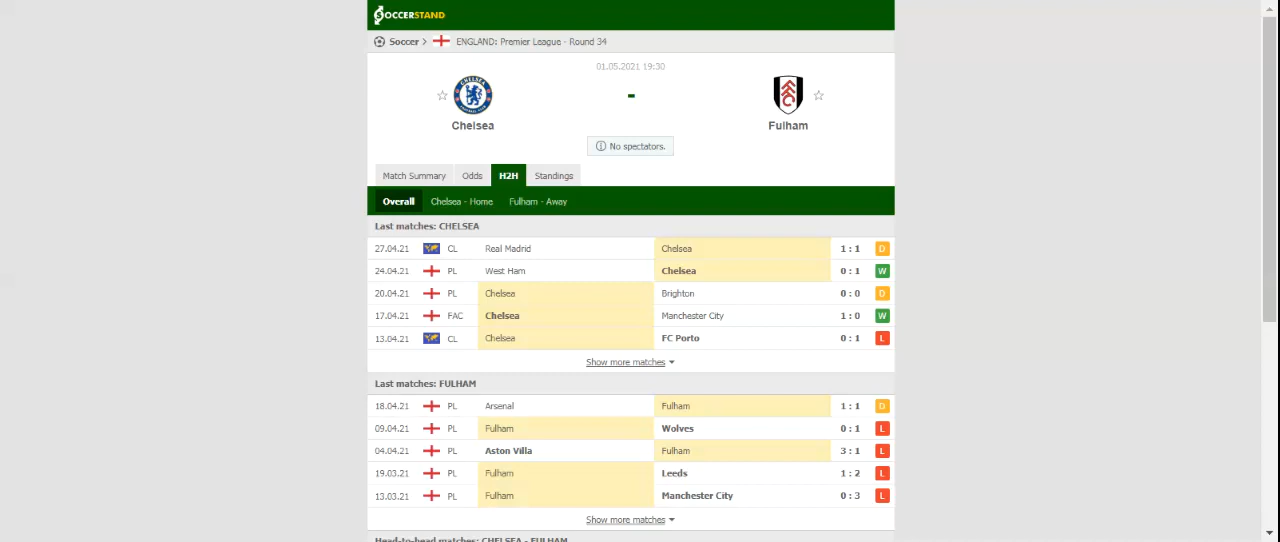 SOCCERSTAND
Soccer > ENGLAND: Premier League - Round 34
01.05.2021 19:30
-
Chelsea Fulham
No spectators.
Match Summary Odds H2H Standings
Overall Chelsea - Home Fulham - Away
Last matches: CHELSEA
27.04.21 CL Real Madrid Chelsea 1 : 1 D
24.04.21 PL West Ham Chelsea 0 : 1 W
20.04.21 PL Chelsea Brighton 0 : 0 D
17.04.21 FAC Chelsea Manchester City 1 : 0 W
13.04.21 CL Chelsea FC Porto 0 : 1 L
Show more matches
Last matches: FULHAM
18.04.21 PL Arsenal Fulham 1 : 1 D
09.04.21 PL Fulham Wolves 0 : 1 L
04.04.21 PL Aston Villa Fulham 3 : 1 L
19.03.21 PL Fulham Leeds 1 : 2 L
13.03.21 PL Fulham Manchester City 0 : 3 L
Show more matches
Head-to-head matches: CHELSEA - FULHAM